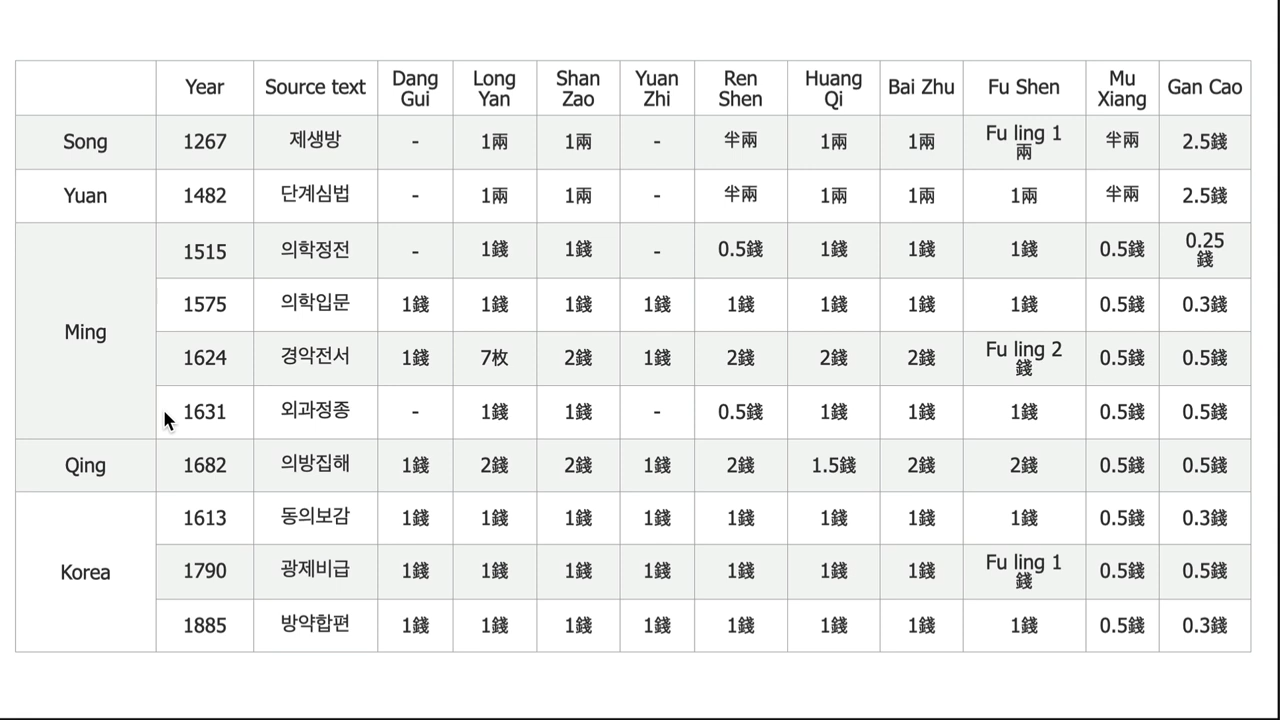 Year Source text Dang Gui Long Yan Shan Zao Yuan Zhi Ren Shen Huang Qi Bai Zhu Fu Shen Mu Xiang Gan Cao
Song 1267 제생방 - 1兩 1兩 - 半兩 1兩 1兩 Fu ling 1兩 半兩 2.5錢
Yuan 1482 단계심법 - 1兩 1兩 - 半兩 1兩 1兩 1兩 半兩 2.5錢
Ming 1515 의학정전 - 1錢 1錢 - 0.5錢 1錢 1錢 1錢 0.5錢 0.25錢
1575 의학입문 1錢 1錢 1錢 1錢 1錢 1錢 1錢 1錢 0.5錢 0.3錢
1624 경악전서 1錢 7枚 2錢 1錢 2錢 2錢 2錢 Fu ling 2錢 0.5錢 0.5錢
1631 외과정종 - 1錢 1錢 - 0.5錢 1錢 1錢 1錢 0.5錢 0.5錢
Qing 1682 의방집해 1錢 2錢 2錢 1錢 2錢 1.5錢 2錢 2錢 0.5錢 0.5錢
Korea 1613 동의보감 1錢 1錢 1錢 1錢 1錢 1錢 1錢 1錢 0.5錢 0.3錢
1790 광제비급 1錢 1錢 1錢 1錢 1錢 1錢 1錢 Fu ling 1錢 0.5錢 0.5錢
1885 방약합편 1錢 1錢 1錢 1錢 1錢 1錢 1錢 1錢 0.5錢 0.3錢